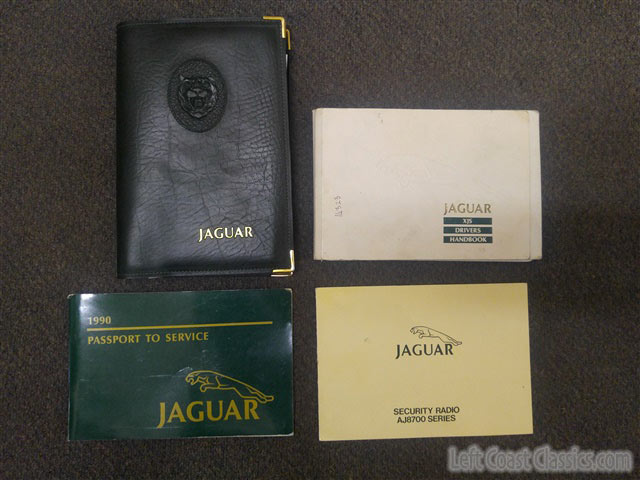 JAGUAR
JAGUAR
XJS
DRIVERS
HANDBOOK
1990
PASSPORT TO SERVICE
JAGUAR
JAGUAR
SECURITY RADIO
AJ8700 SERIES
Left Coast Classics.com